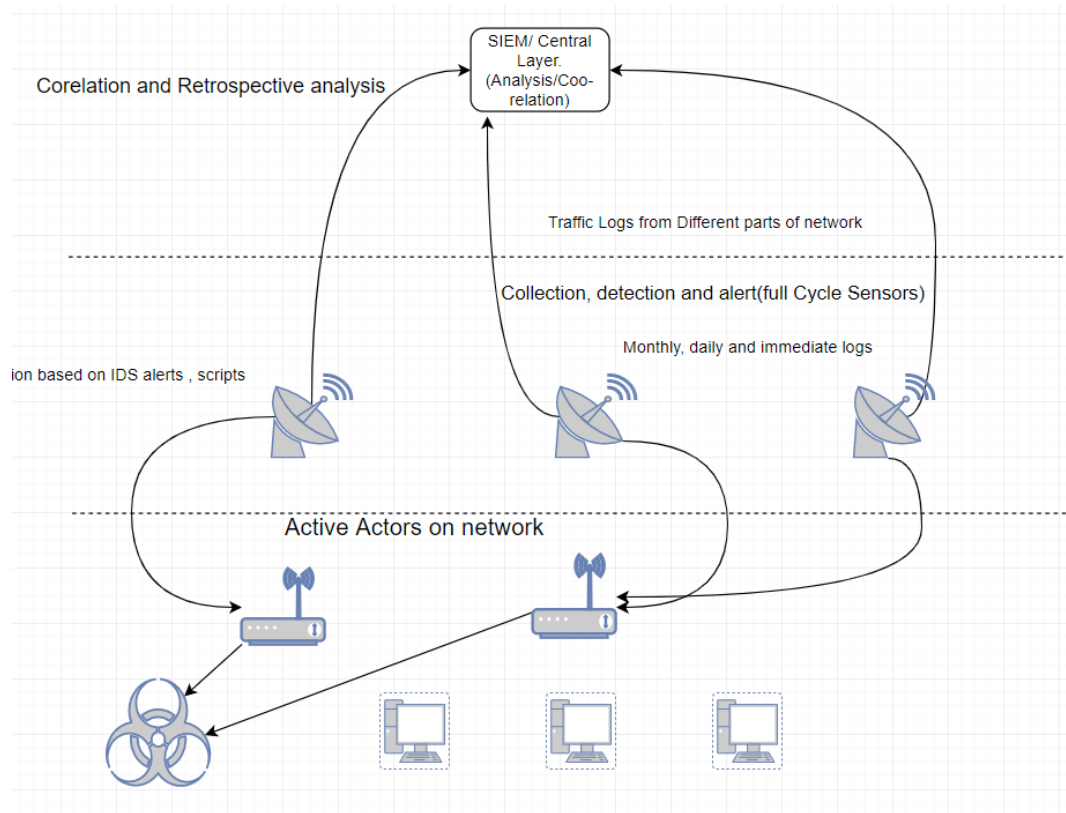 SIEM/ Central
Layer.
(Analysis/Coo-
relation)
Corelation and Retrospective analysis
Traffic Logs from Different parts of network
Collection, detection and alert(full Cycle Sensors)
Monthly, daily and immediate logs
ion based on IDS alerts , scripts
Active Actors on network